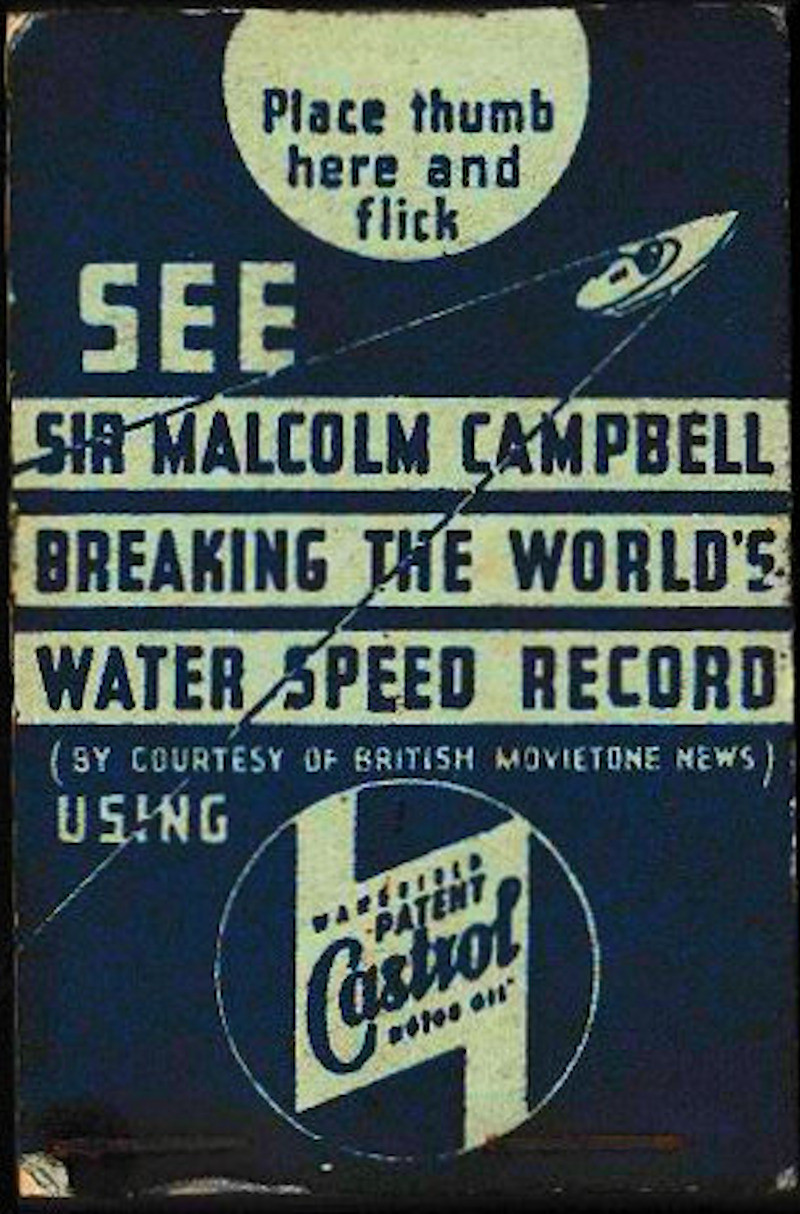 Place thumb
here and
flick
SEE
SIR MALCOLM CAMPBELL
BREAKING THE WORLD'S
WATER SPEED RECORD
(BY COURTESY OF BRITISH MOVIETONE NEWS)
USING
WAKEFIELD
PATENT
Castrol
MOTOR OIL